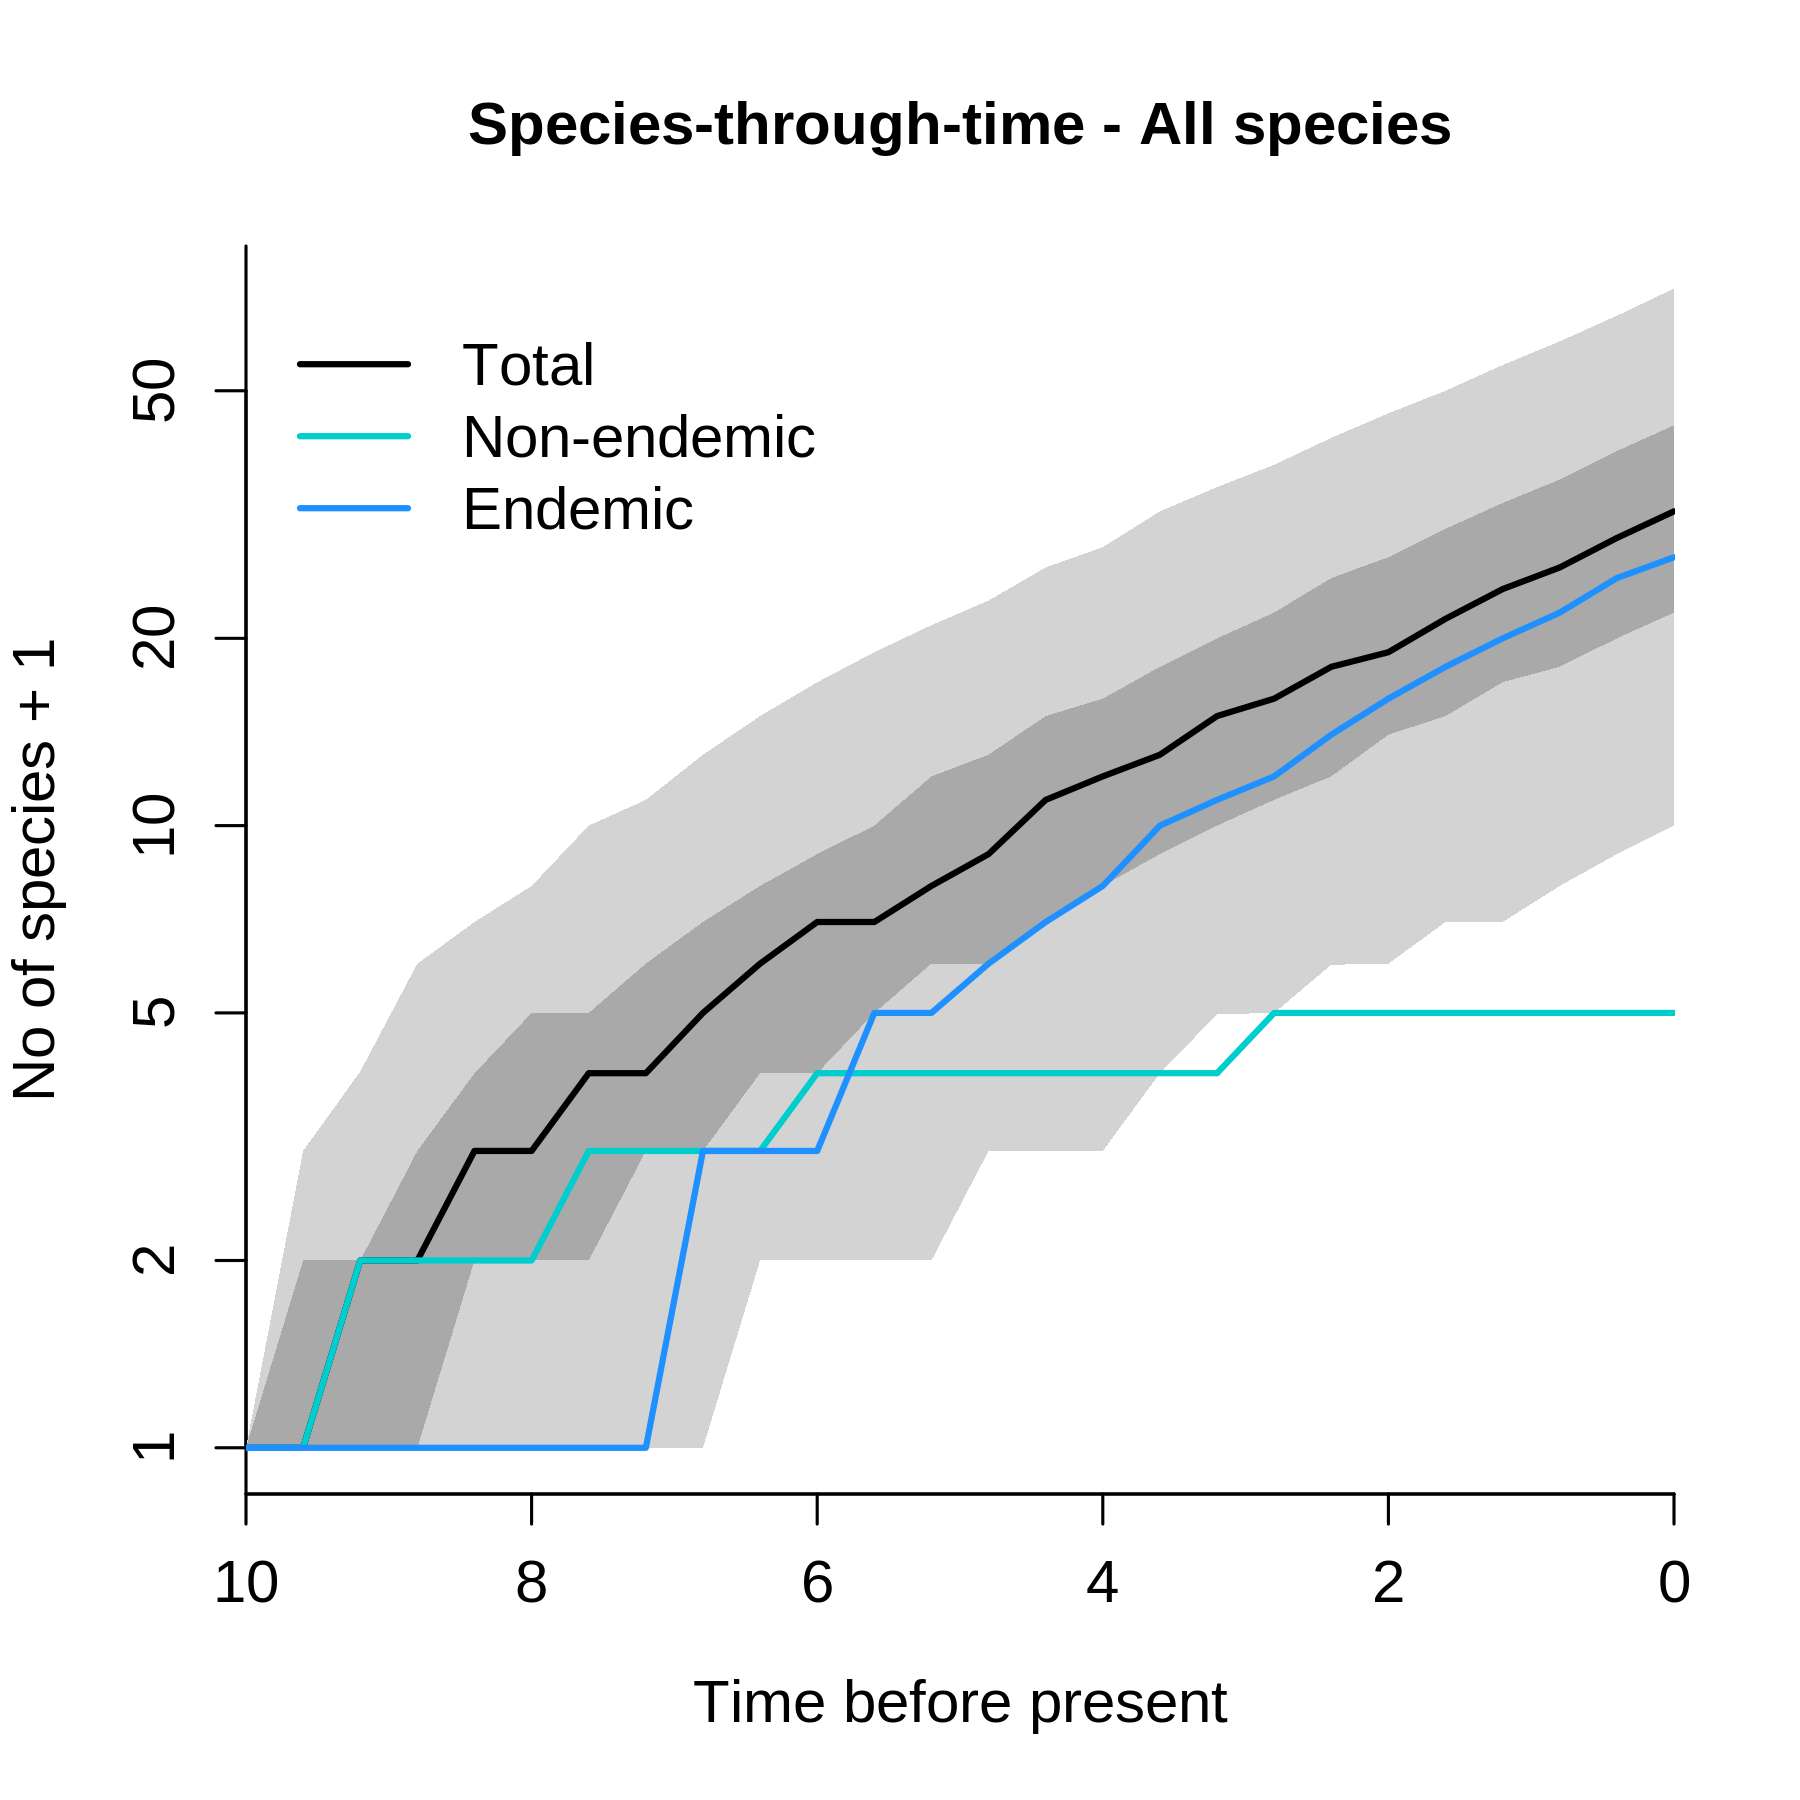 Species-through-time - All species
Total
Non-endemic
Endemic
No of species + 1
50
20
10
5
2
1
10 8 6 4 2 0
Time before present